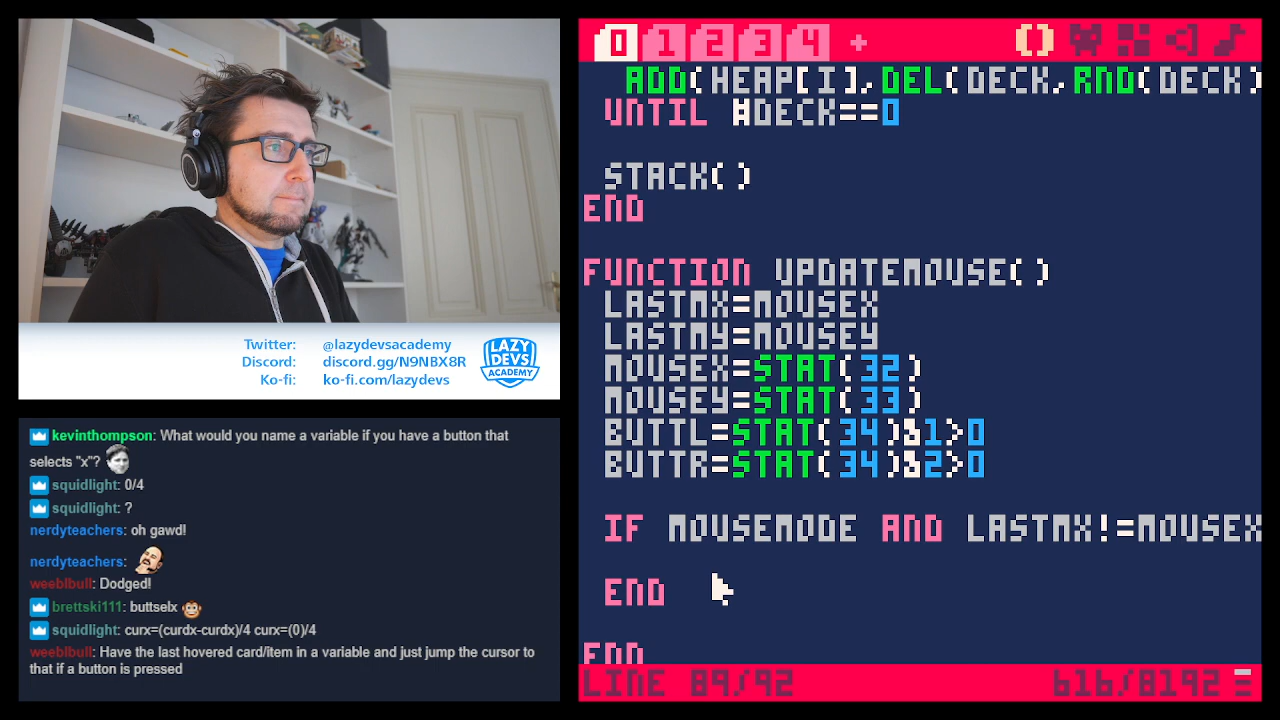 Twitter: @lazydevsacademy
Discord: discord.gg/N9NBX8R
Ko-fi: ko-fi.com/lazydevs
LAZY
DEVS
ACADEMY
kevinthompson: What would you name a variable if you have a button that
selects "x"?
squidlight: 0/4
squidlight: ?
nerdyteachers: oh gawd!
nerdyteachers:
weeblbull: Dodged!
brettski111: buttselx
squidlight: curx=(curdx-curdx)/4 curx=(0)/4
weeblbull: Have the last hovered card/item in a variable and just jump the cursor to
that if a button is pressed
0 1 2 3 4 +
ADD(HEAP[I],DEL(DECK,RND(DECK)
UNTIL #DECK==0
STACK()
END
FUNCTION UPDATEMOUSE()
LASTMX=MOUSEX
LASTMY=MOUSEY
MOUSEX=STAT(32)
MOUSEY=STAT(33)
BUTTL=STAT(34)&1>0
BUTTR=STAT(34)&2>0
IF MOUSEMODE AND LASTMX!=MOUSEX
END
END
LINE 89/92 616/8192